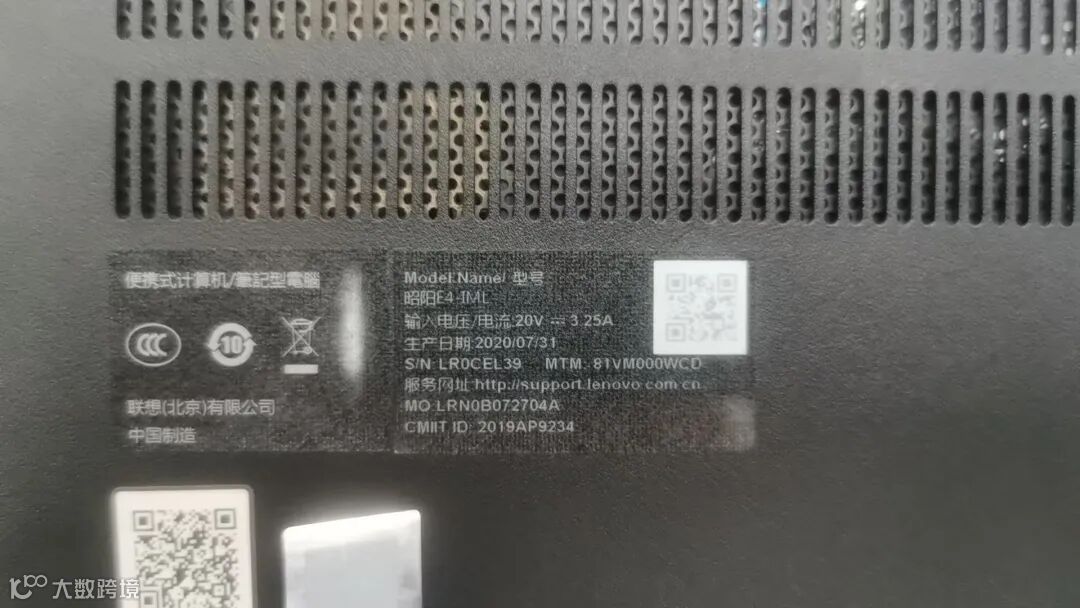 便携式计算机/筆記型電腦
10
联想(北京)有限公司
中国制造
Model Name/ 型号
昭阳E4-IML
输入电压/电流:20V ⎓ 3.25A
生产日期:2020/07/31
S/N: LR0CEL39 MTM: 81VM000WCD
服务网址:http://support.lenovo.com.cn
MO:LRN0B072704A
CMIIT ID: 2019AP9234
大数跨境